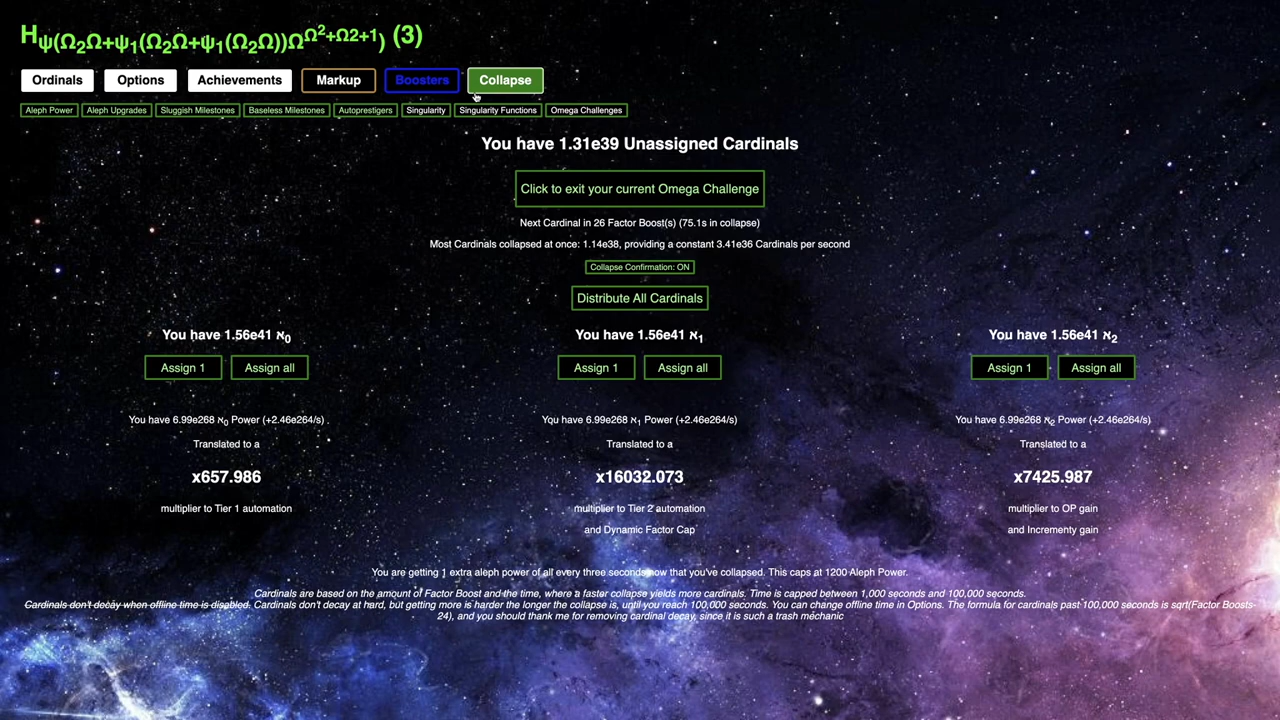 H_ψ(Ω₂Ω+ψ₁(Ω₂Ω+ψ₁(Ω₂Ω))Ω^Ω²+Ω2+1) (3)
Ordinals Options Achievements Markup Boosters Collapse
Aleph Power Aleph Upgrades Sluggish Milestones Baseless Milestones Autoprestigers Singularity Singularity Functions Omega Challenges
You have 1.31e39 Unassigned Cardinals
Click to exit your current Omega Challenge
Next Cardinal in 26 Factor Boost(s) (75.1s in collapse)
Most Cardinals collapsed at once: 1.14e38, providing a constant 3.41e36 Cardinals per second
Collapse Confirmation: ON
Distribute All Cardinals
You have 1.56e41 ℵ₀ You have 1.56e41 ℵ₁ You have 1.56e41 ℵ₂
Assign 1 Assign all Assign 1 Assign all Assign 1 Assign all
You have 6.99e268 ℵ₀ Power (+2.46e264/s) You have 6.99e268 ℵ₁ Power (+2.46e264/s) You have 6.99e268 ℵ₂ Power (+2.46e264/s)
Translated to a Translated to a Translated to a
x657.986 x16032.073 x7425.987
multiplier to Tier 1 automation multiplier to Tier 2 automation multiplier to OP gain
and Dynamic Factor Cap and Incrementy gain
You are getting 1 extra aleph power of all every three seconds now that you've collapsed. This caps at 1200 Aleph Power.
Cardinals are based on the amount of Factor Boost and the time, where a faster collapse yields more cardinals. Time is capped between 1,000 seconds and 100,000 seconds.
Cardinals don't decay when offline time is disabled. Cardinals don't decay at hard, but getting more is harder the longer the collapse is, until you reach 100,000 seconds. You can change offline time in Options. The formula for cardinals past 100,000 seconds is sqrt(Factor Boosts-
24), and you should thank me for removing cardinal decay, since it is such a trash mechanic